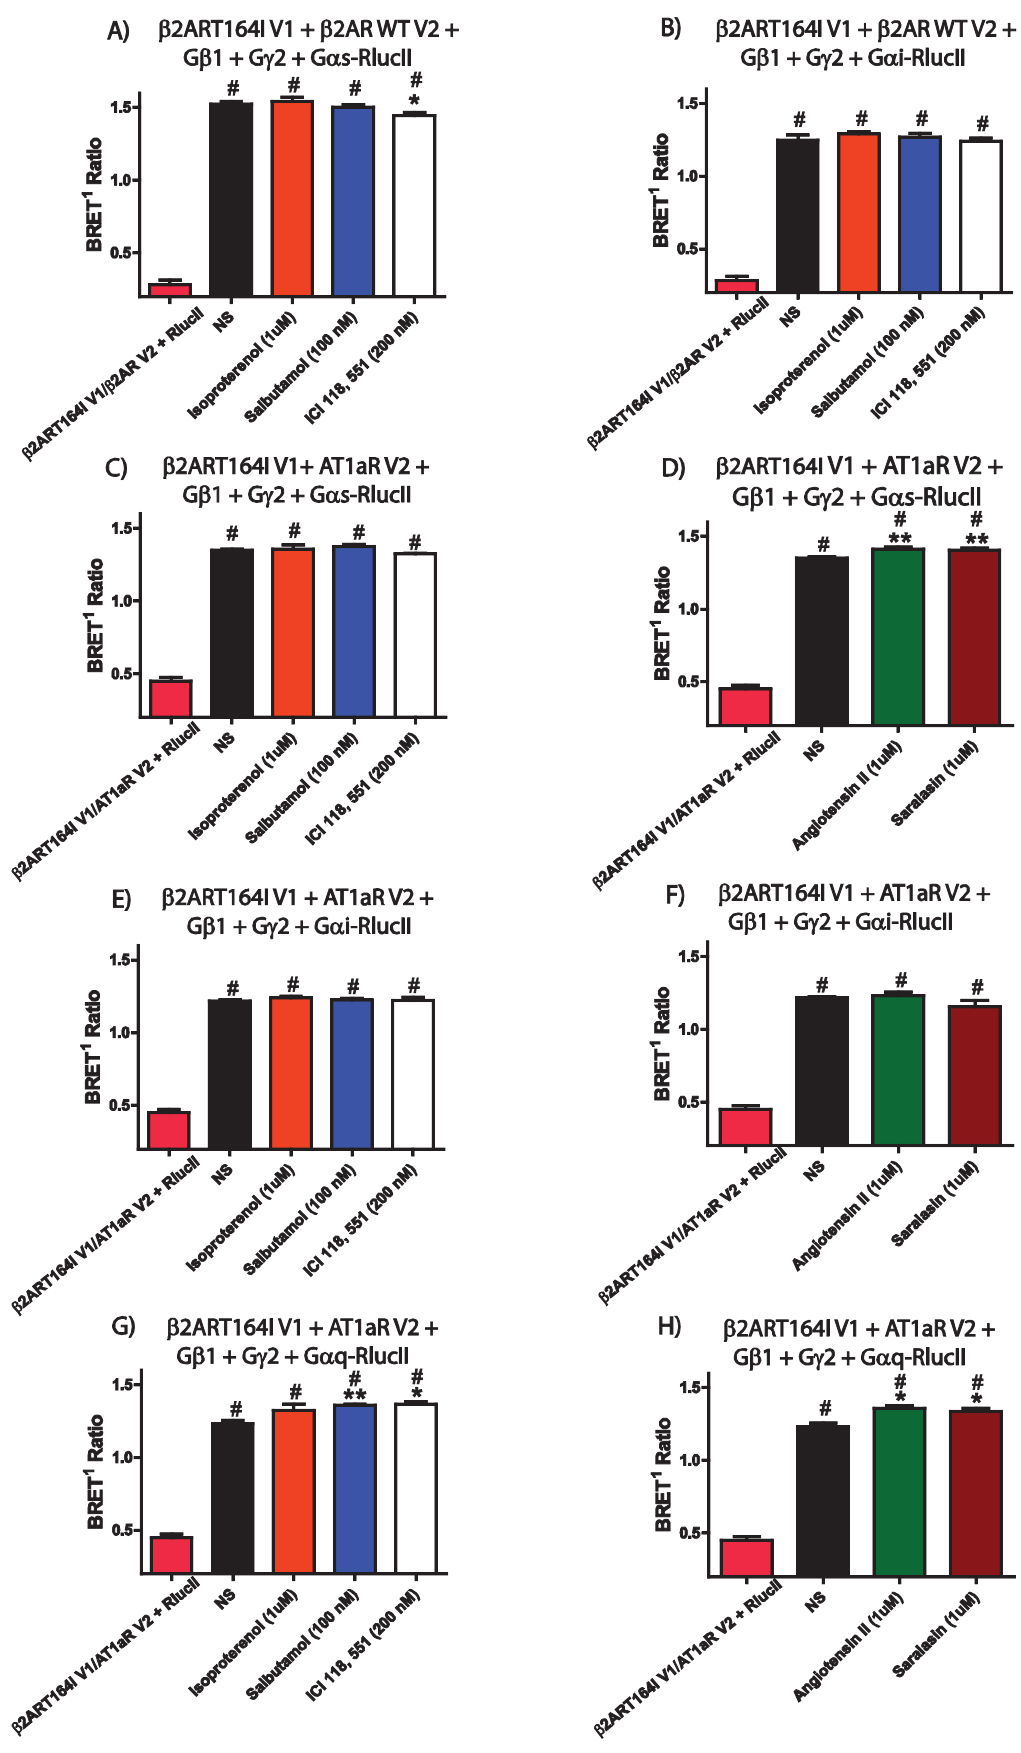 A) β2ART164I V1 + β2AR WT V2 +
Gβ1 + Gγ2 + Gαs-RlucII
BRET¹ Ratio
1.5
1.0
0.5
# # # #
*
β2ART164I V1/β2AR V2 + RlucII
NS
Isoproterenol (1uM)
Salbutamol (100 nM)
ICI 118, 551 (200 nM)
B) β2ART164I V1 + β2AR WT V2 +
Gβ1 + Gγ2 + Gαi-RlucII
BRET¹ Ratio
1.5
1.0
0.5
# # # #
β2ART164I V1/β2AR V2 + RlucII
NS
Isoproterenol (1uM)
Salbutamol (100 nM)
ICI 118, 551 (200 nM)
C) β2ART164I V1+ AT1aR V2 +
Gβ1 + Gγ2 + Gαs-RlucII
BRET¹ Ratio
1.5
1.0
0.5
# # # #
β2ART164I V1/AT1aR V2 + RlucII
NS
Isoproterenol (1uM)
Salbutamol (100 nM)
ICI 118, 551 (200 nM)
D) β2ART164I V1 + AT1aR V2 +
Gβ1 + Gγ2 + Gαs-RlucII
BRET¹ Ratio
1.5
1.0
0.5
# # #
** **
β2ART164I V1/AT1aR V2 + RlucII
NS
Angiotensin II (1uM)
Saralasin (1uM)
E) β2ART164I V1 + AT1aR V2 +
Gβ1 + Gγ2 + Gαi-RlucII
BRET¹ Ratio
1.5
1.0
0.5
# # # #
β2ART164I V1/AT1aR V2 + RlucII
NS
Isoproterenol (1uM)
Salbutamol (100 nM)
ICI 118, 551 (200 nM)
F) β2ART164I V1 + AT1aR V2 +
Gβ1 + Gγ2 + Gαi-RlucII
BRET¹ Ratio
1.5
1.0
0.5
# # #
β2ART164I V1/AT1aR V2 + RlucII
NS
Angiotensin II (1uM)
Saralasin (1uM)
G) β2ART164I V1 + AT1aR V2 +
Gβ1 + Gγ2 + Gαq-RlucII
BRET¹ Ratio
1.5
1.0
0.5
# # # #
** *
β2ART164I V1/AT1aR V2 + RlucII
NS
Isoproterenol (1uM)
Salbutamol (100 nM)
ICI 118, 551 (200 nM)
H) β2ART164I V1 + AT1aR V2 +
Gβ1 + Gγ2 + Gαq-RlucII
BRET¹ Ratio
1.5
1.0
0.5
# # #
* *
β2ART164I V1/AT1aR V2 + RlucII
NS
Angiotensin II (1uM)
Saralasin (1uM)